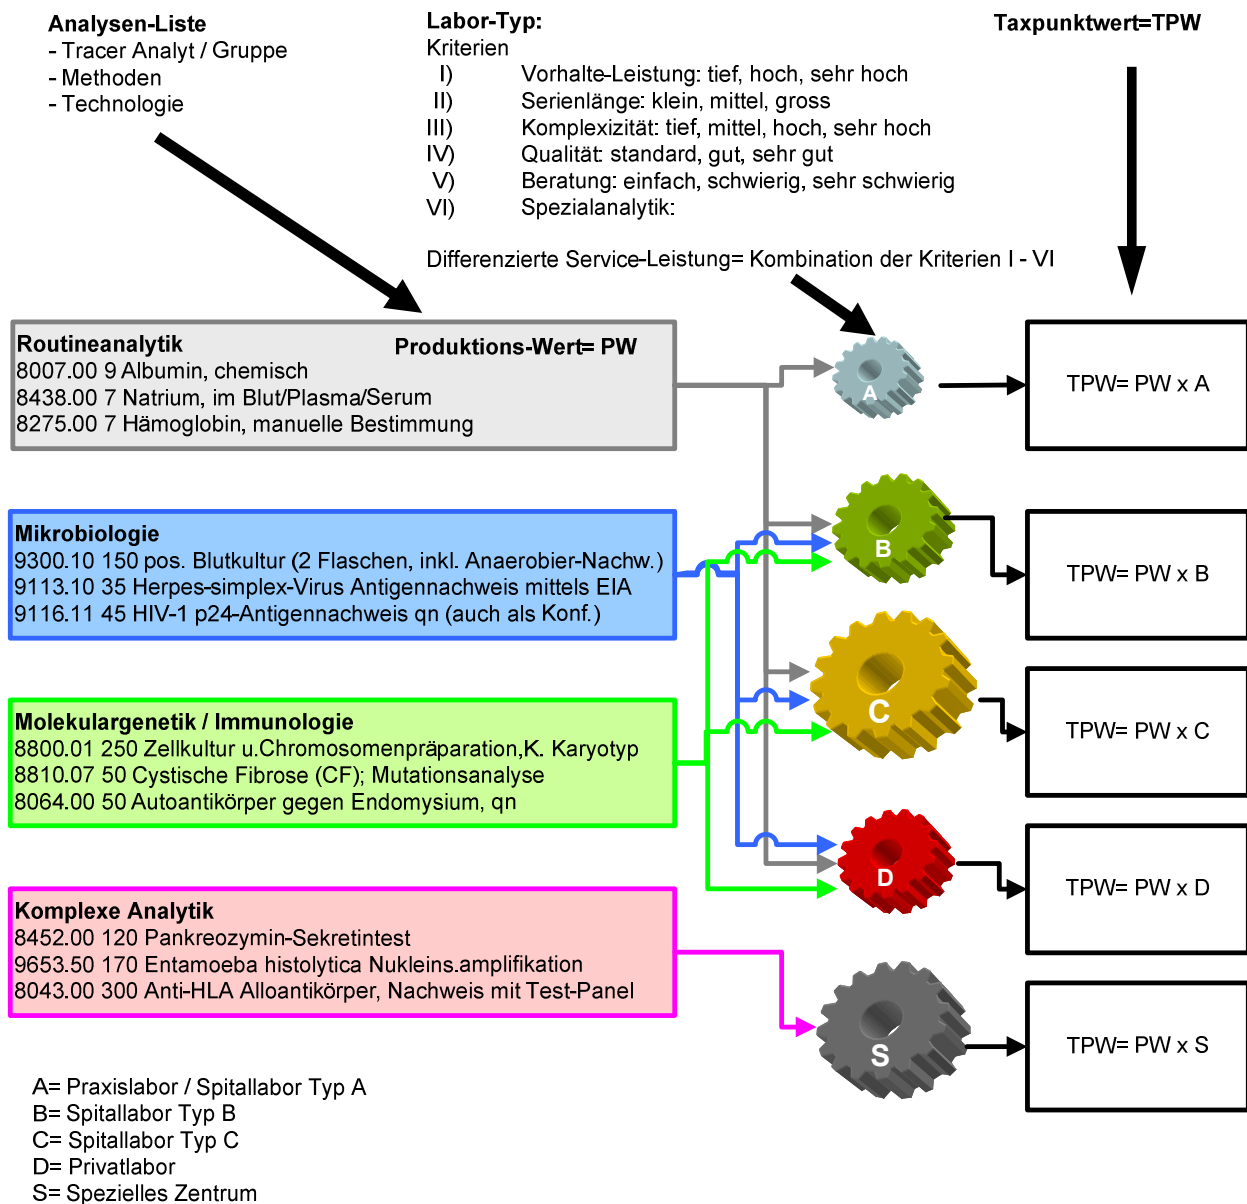 Analysen-Liste
- Tracer Analyt / Gruppe
- Methoden
- Technologie
Labor-Typ:
Kriterien
I) Vorhalte-Leistung: tief, hoch, sehr hoch
II) Serienlänge: klein, mittel, gross
III) Komplexizität: tief, mittel, hoch, sehr hoch
IV) Qualität: standard, gut, sehr gut
V) Beratung: einfach, schwierig, sehr schwierig
VI) Spezialanalytik:
Differenzierte Service-Leistung= Kombination der Kriterien I - VI
Taxpunktwert=TPW
Routineanalytik
Produktions-Wert= PW
8007.00 9 Albumin, chemisch
8438.00 7 Natrium, im Blut/Plasma/Serum
8275.00 7 Hämoglobin, manuelle Bestimmung
A
TPW= PW x A
Mikrobiologie
9300.10 150 pos. Blutkultur (2 Flaschen, inkl. Anaerobier-Nachw.)
9113.10 35 Herpes-simplex-Virus Antigennachweis mittels EIA
9116.11 45 HIV-1 p24-Antigennachweis qn (auch als Konf.)
B
TPW= PW x B
Molekulargenetik / Immunologie
8800.01 250 Zellkultur u.Chromosomenpräparation,K. Karyotyp
8810.07 50 Cystische Fibrose (CF); Mutationsanalyse
8064.00 50 Autoantikörper gegen Endomysium, qn
C
TPW= PW x C
D
TPW= PW x D
Komplexe Analytik
8452.00 120 Pankreozymin-Sekretintest
9653.50 170 Entamoeba histolytica Nukleins.amplifikation
8043.00 300 Anti-HLA Alloantikörper, Nachweis mit Test-Panel
S
TPW= PW x S
A= Praxislabor / Spitallabor Typ A
B= Spitallabor Typ B
C= Spitallabor Typ C
D= Privatlabor
S= Spezielles Zentrum